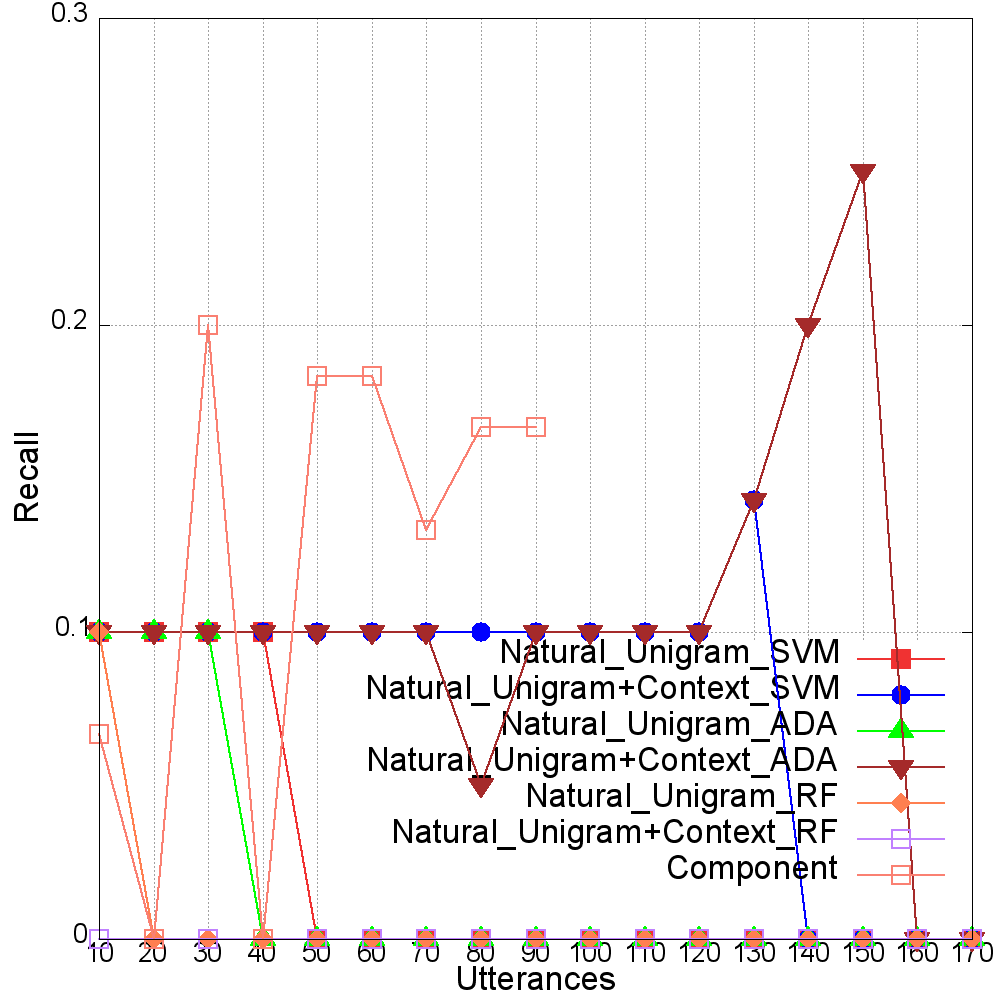 0.3
0.2
0.1
0
Recall
Natural_Unigram_SVM
Natural_Unigram+Context_SVM
Natural_Unigram_ADA
Natural_Unigram+Context_ADA
Natural_Unigram_RF
Natural_Unigram+Context_RF
Component
10 20 30 40 50 60 70 80 90 100 110 120 130 140 150 160 170
Utterances